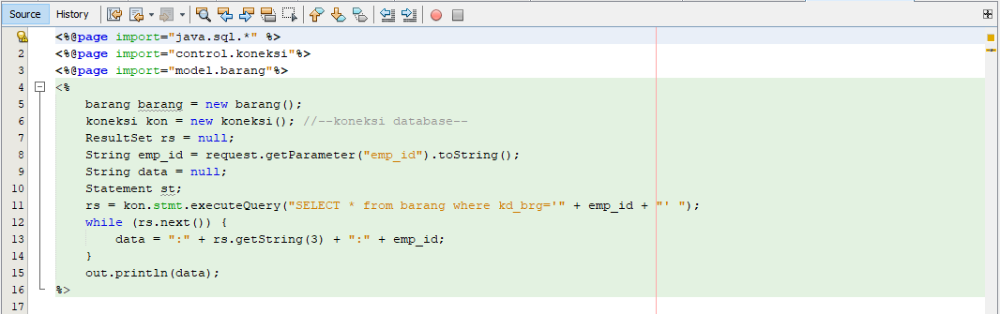 Source History
<%@page import="java.sql.*" %>
2 <%@page import="control.koneksi"%>
3 <%@page import="model.barang"%>
4 <%
5 barang barang = new barang();
6 koneksi kon = new koneksi(); //--koneksi database--
7 ResultSet rs = null;
8 String emp_id = request.getParameter("emp_id").toString();
9 String data = null;
10 Statement st;
11 rs = kon.stmt.executeQuery("SELECT * from barang where kd_brg='" + emp_id + "' ");
12 while (rs.next()) {
13 data = ":" + rs.getString(3) + ":" + emp_id;
14 }
15 out.println(data);
16 %>
17